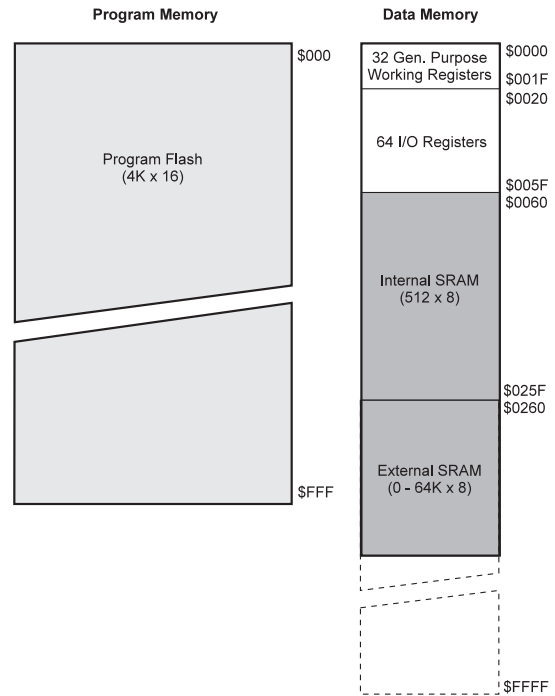 Program Memory
$000
Program Flash
(4K x 16)
$FFF
Data Memory
32 Gen. Purpose
Working Registers
$0000
$001F
$0020
64 I/O Registers
$005F
$0060
Internal SRAM
(512 x 8)
$025F
$0260
External SRAM
(0 - 64K x 8)
$FFFF